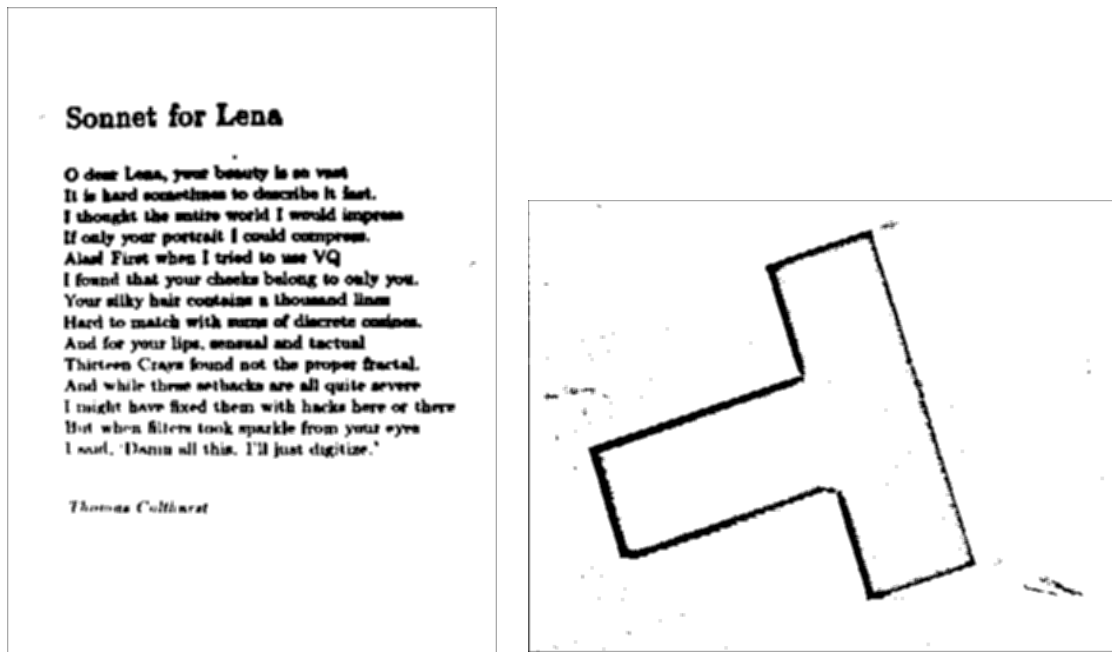 Sonnet for Lena
O dear Lena, your beauty is so vast
It is hard sometimes to describe it fast.
I thought the entire world I would impress
If only your portrait I could compress.
Alas! First when I tried to use VQ
I found that your cheeks belong to only you.
Your silky hair contains a thousand lines
Hard to match with sums of discrete cosines.
And for your lips, sensual and tactual
Thirteen Crays found not the proper fractal.
And while these setbacks are all quite severe
I might have fixed them with hacks here or there
But when filters took sparkle from your eyes
I said, 'Damn all this. I'll just digitize.'
Thomas Colthurst